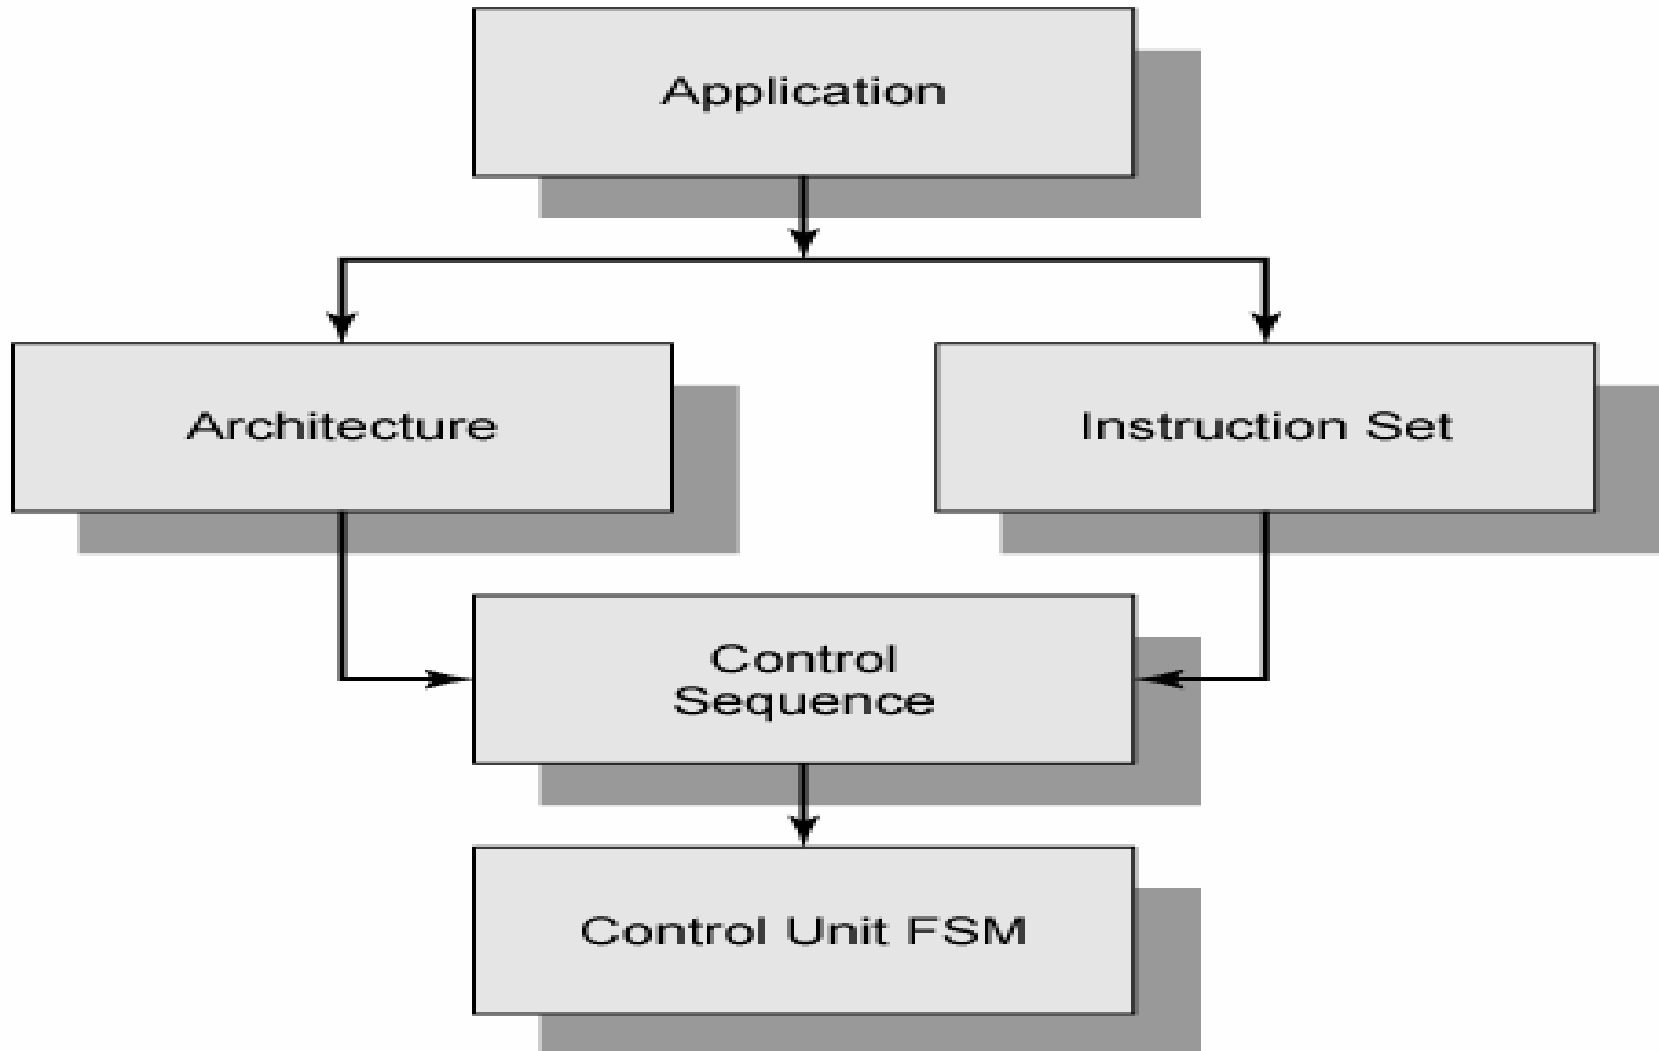 Application
Architecture
Instruction Set
Control
Sequence
Control Unit FSM